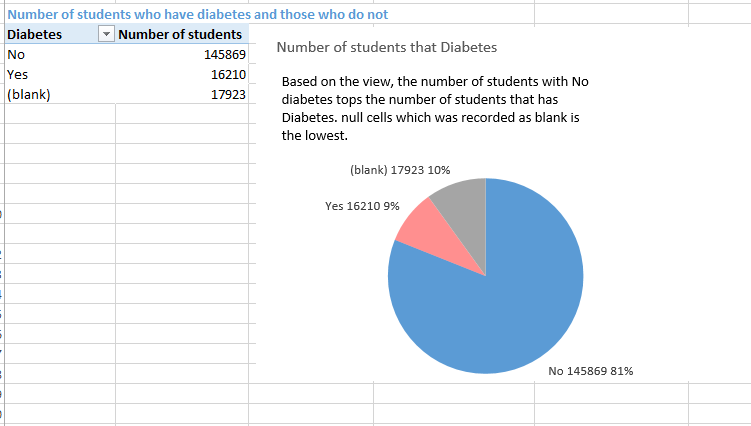 Number of students who have diabetes and those who do not
Diabetes Number of students
No 145869
Yes 16210
(blank) 17923
Number of students that Diabetes
Based on the view, the number of students with No
diabetes tops the number of students that has
Diabetes. null cells which was recorded as blank is
the lowest.
(blank) 17923 10%
Yes 16210 9%
No 145869 81%